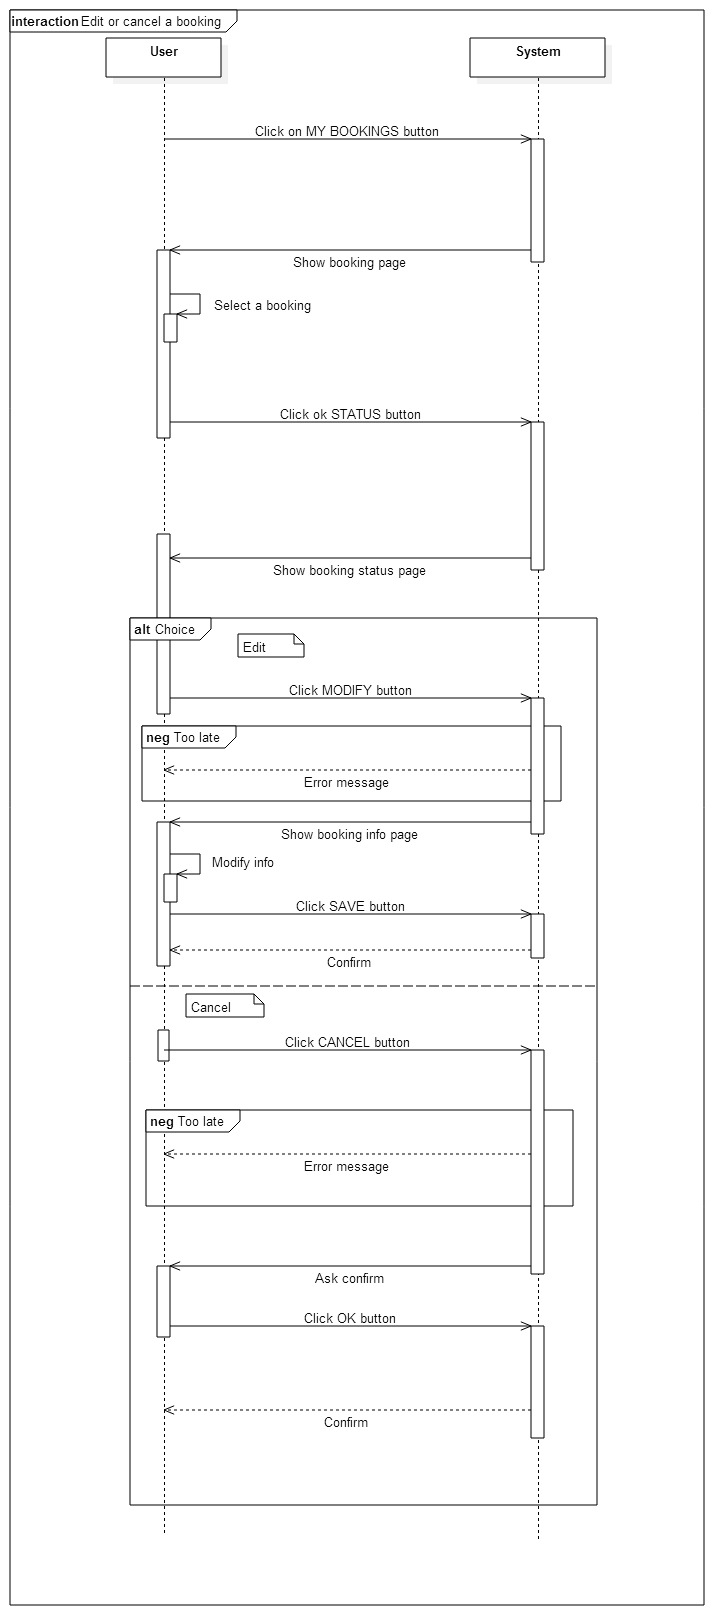 interaction Edit or cancel a booking
User
System
Click on MY BOOKINGS button
Show booking page
Select a booking
Click ok STATUS button
Show booking status page
alt Choice
Edit
Click MODIFY button
neg Too late
Error message
Show booking info page
Modify info
Click SAVE button
Confirm
Cancel
Click CANCEL button
neg Too late
Error message
Ask confirm
Click OK button
Confirm